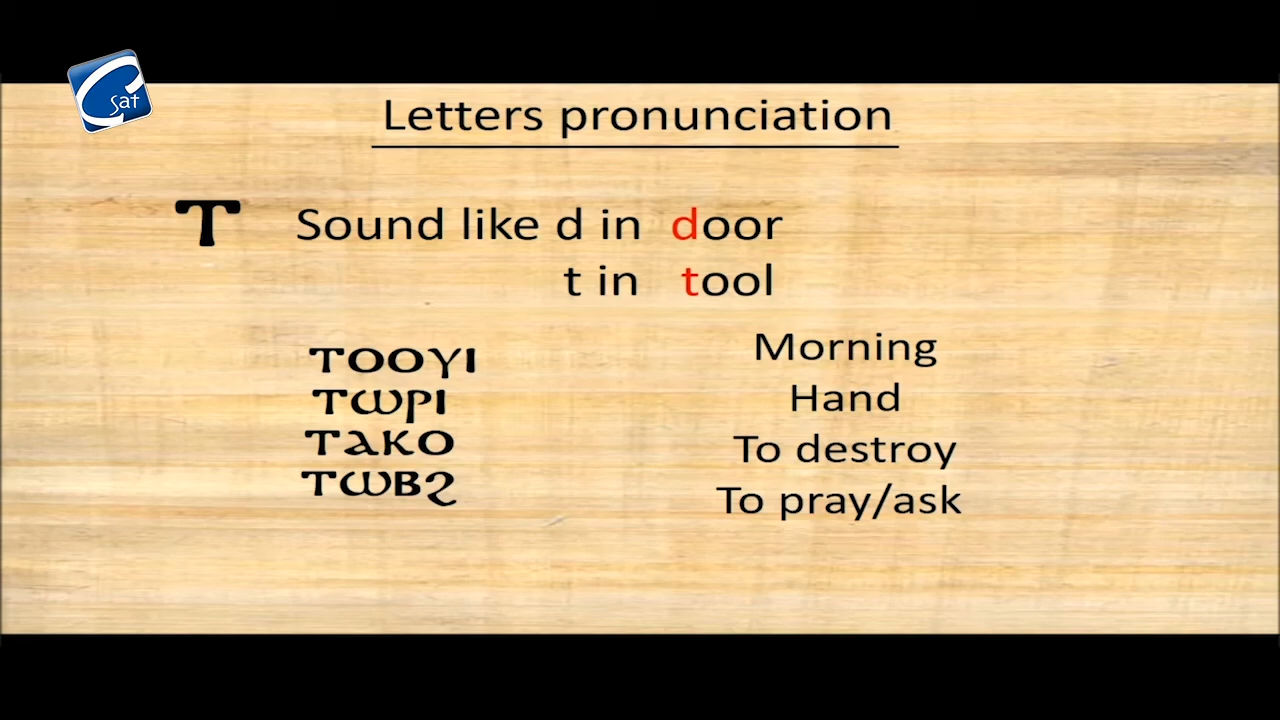 C Sat
Letters pronunciation
Ⲧ Sound like d in door
t in tool
ⲧⲟⲟⲩⲓ Morning
ⲧⲱⲣⲓ Hand
ⲧⲁⲕⲟ To destroy
ⲧⲱⲃϩ To pray/ask